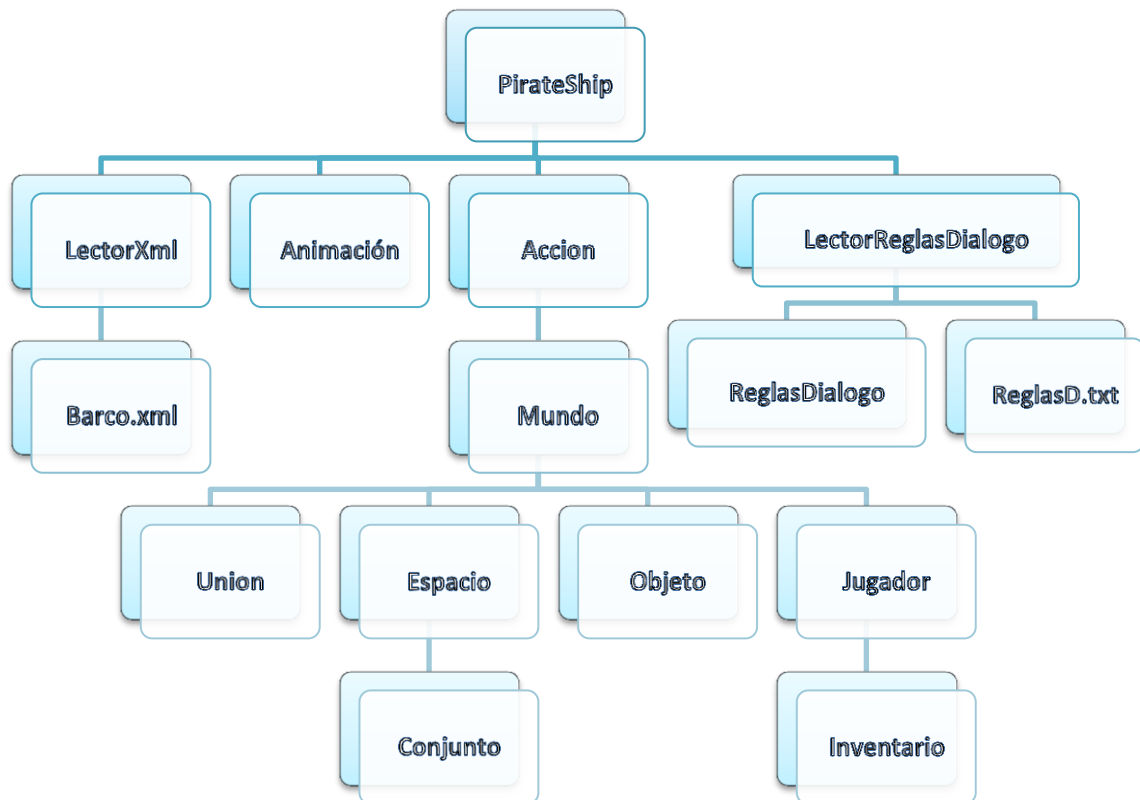 PirateShip
LectorXml
Animación
Accion
LectorReglasDialogo
Barco.xml
Mundo
ReglasDialogo
ReglasD.txt
Union
Espacio
Objeto
Jugador
Conjunto
Inventario